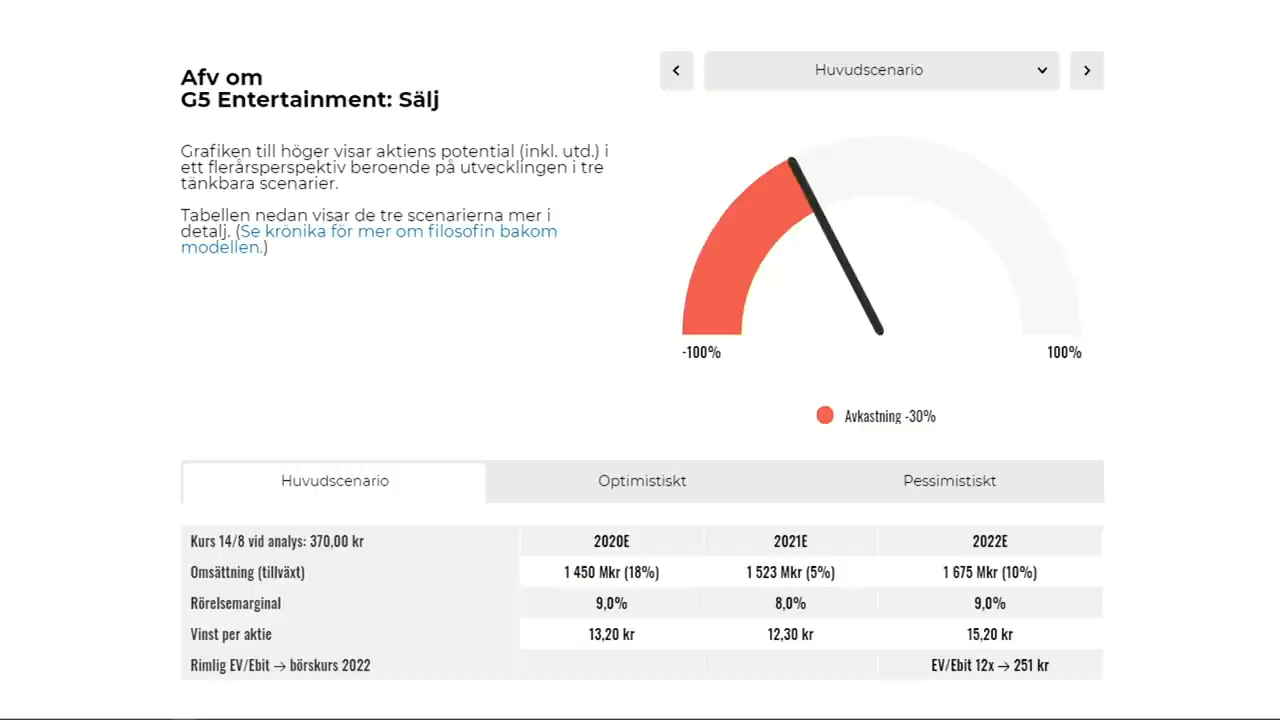 Afv om
G5 Entertainment: Sälj
Grafiken till höger visar aktiens potential (inkl. utd.) i
ett flerårsperspektiv beroende på utvecklingen i tre
tänkbara scenarier.
Tabellen nedan visar de tre scenarierna mer i
detalj. (Se krönika för mer om filosofin bakom
modellen.)
Huvudscenario
-100%
100%
Avkastning -30%
Huvudscenario Optimistiskt Pessimistiskt
Kurs 14/8 vid analys: 370,00 kr 2020E 2021E 2022E
Omsättning (tillväxt) 1 450 Mkr (18%) 1 523 Mkr (5%) 1 675 Mkr (10%)
Rörelsemarginal 9,0% 8,0% 9,0%
Vinst per aktie 13,20 kr 12,30 kr 15,20 kr
Rimlig EV/Ebit → börskurs 2022 EV/Ebit 12x → 251 kr